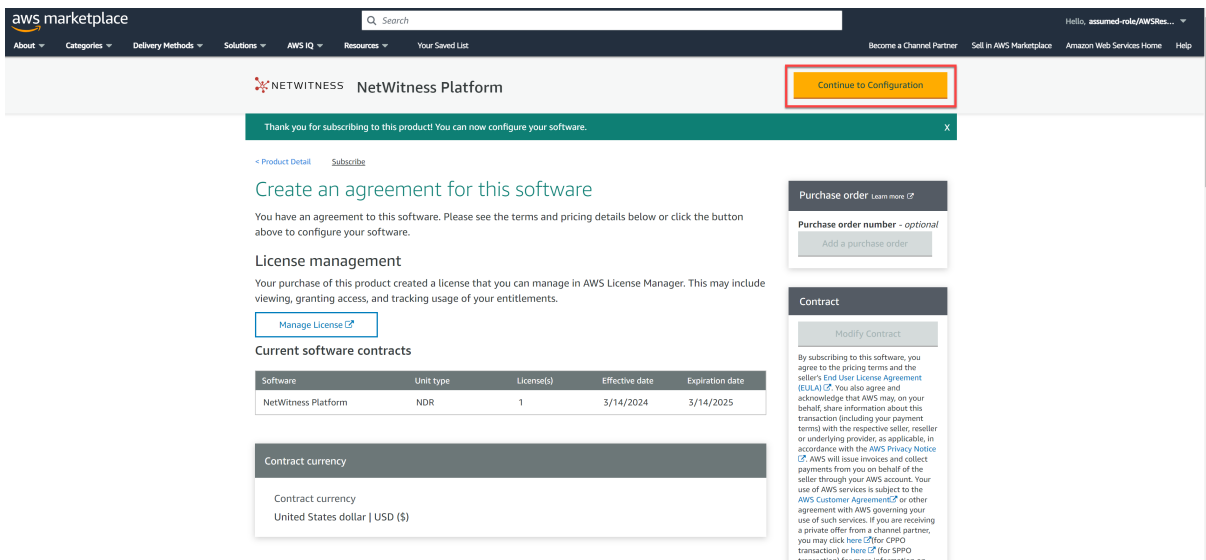 aws marketplace
Search
Hello, assumed-role/AWSRes...
About
Categories
Delivery Methods
Solutions
AWS IQ
Resources
Your Saved List
Become a Channel Partner
Sell in AWS Marketplace
Amazon Web Services Home
Help
NETWITNESS
NetWitness Platform
Continue to Configuration
Thank you for subscribing to this product! You can now configure your software.
X
< Product Detail
Subscribe
Create an agreement for this software
You have an agreement to this software. Please see the terms and pricing details below or click the button
above to configure your software.
License management
Your purchase of this product created a license that you can manage in AWS License Manager. This may include
viewing, granting access, and tracking usage of your entitlements.
Manage License
Current software contracts
Software Unit type License(s) Effective date Expiration date
NetWitness Platform NDR 1 3/14/2024 3/14/2025
Contract currency
Contract currency
United States dollar | USD ($)
Purchase order Learn more
Purchase order number - optional
Add a purchase order
Contract
Modify Contract
By subscribing to this software, you
agree to the pricing terms and the
seller's End User License Agreement
(EULA). You also agree and
acknowledge that AWS may, on your
behalf, share information about this
transaction (including your payment
terms) with the respective seller, reseller
or underlying provider, as applicable, in
accordance with the AWS Privacy Notice
. AWS will issue invoices and collect
payments from you on behalf of the
seller through your AWS account. Your
use of AWS services is subject to the
AWS Customer Agreement or other
agreement with AWS governing your
use of such services. If you are receiving
a private offer from a channel partner,
you may click here (for CPPO
transaction) or here (for SPPO
transaction) for more information on